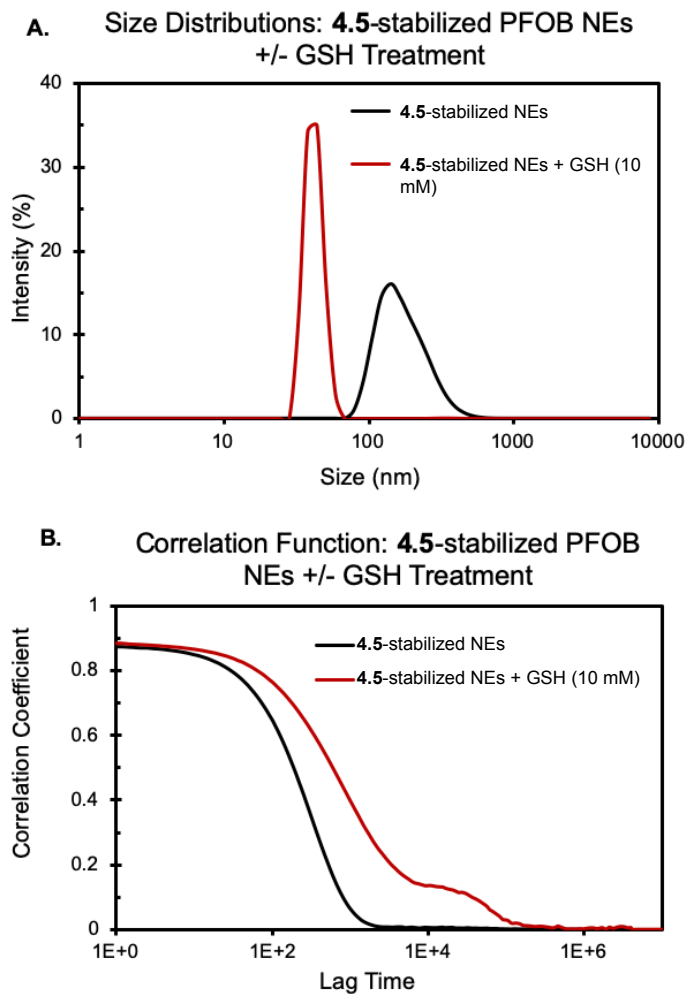 A.
Size Distributions: 4.5-stabilized PFOB NEs
+/- GSH Treatment
40
30
20
10
0
Intensity (%)
4.5-stabilized NEs
4.5-stabilized NEs + GSH (10
mM)
1 10 100 1000 10000
Size (nm)
B.
Correlation Function: 4.5-stabilized PFOB
NEs +/- GSH Treatment
1
0.8
0.6
0.4
0.2
0
Correlation Coefficient
4.5-stabilized NEs
4.5-stabilized NEs + GSH (10 mM)
1E+0 1E+2 1E+4 1E+6
Lag Time